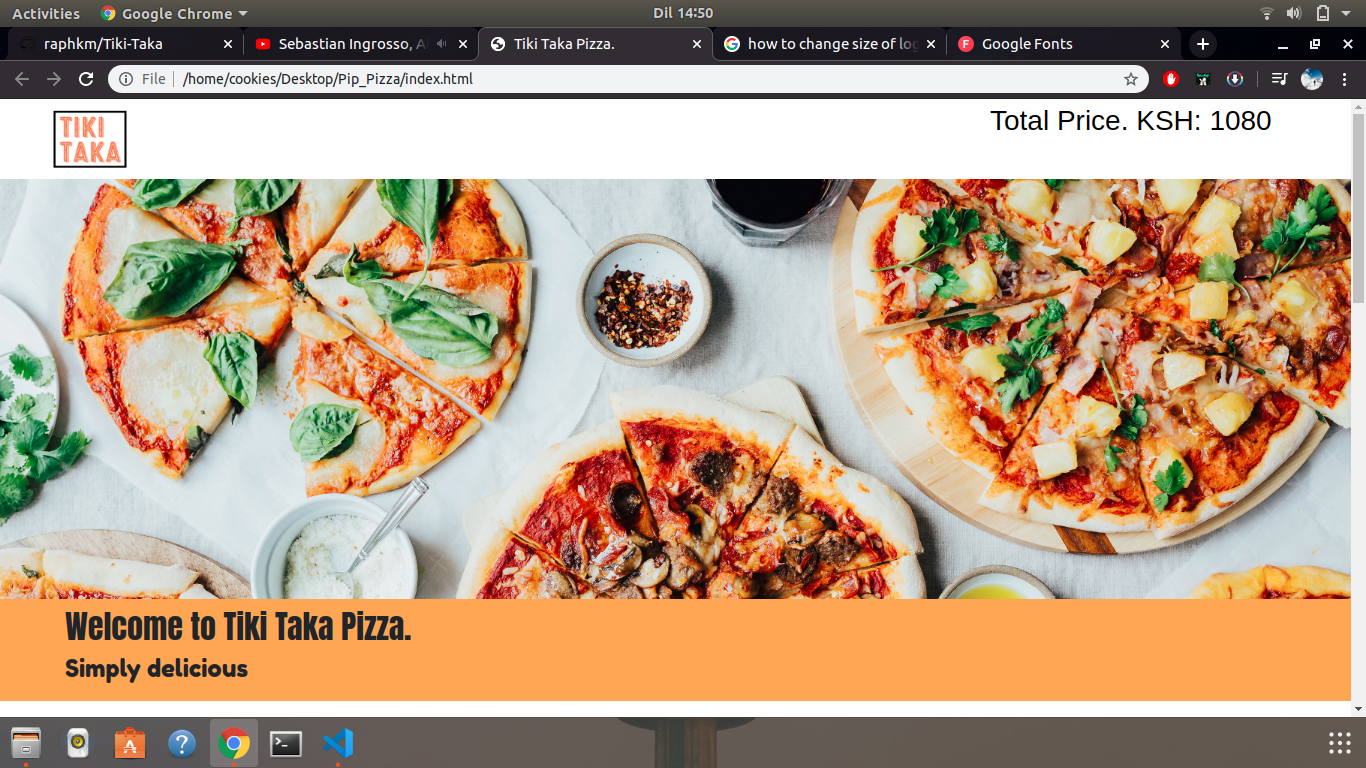 Activities Google Chrome Dil 14:50
raphkm/Tiki-Taka Sebastian Ingrosso, A Tiki Taka Pizza. how to change size of log Google Fonts
File /home/cookies/Desktop/Pip_Pizza/index.html
TIKI
TAKA
Total Price. KSH: 1080
Welcome to Tiki Taka Pizza.
Simply delicious